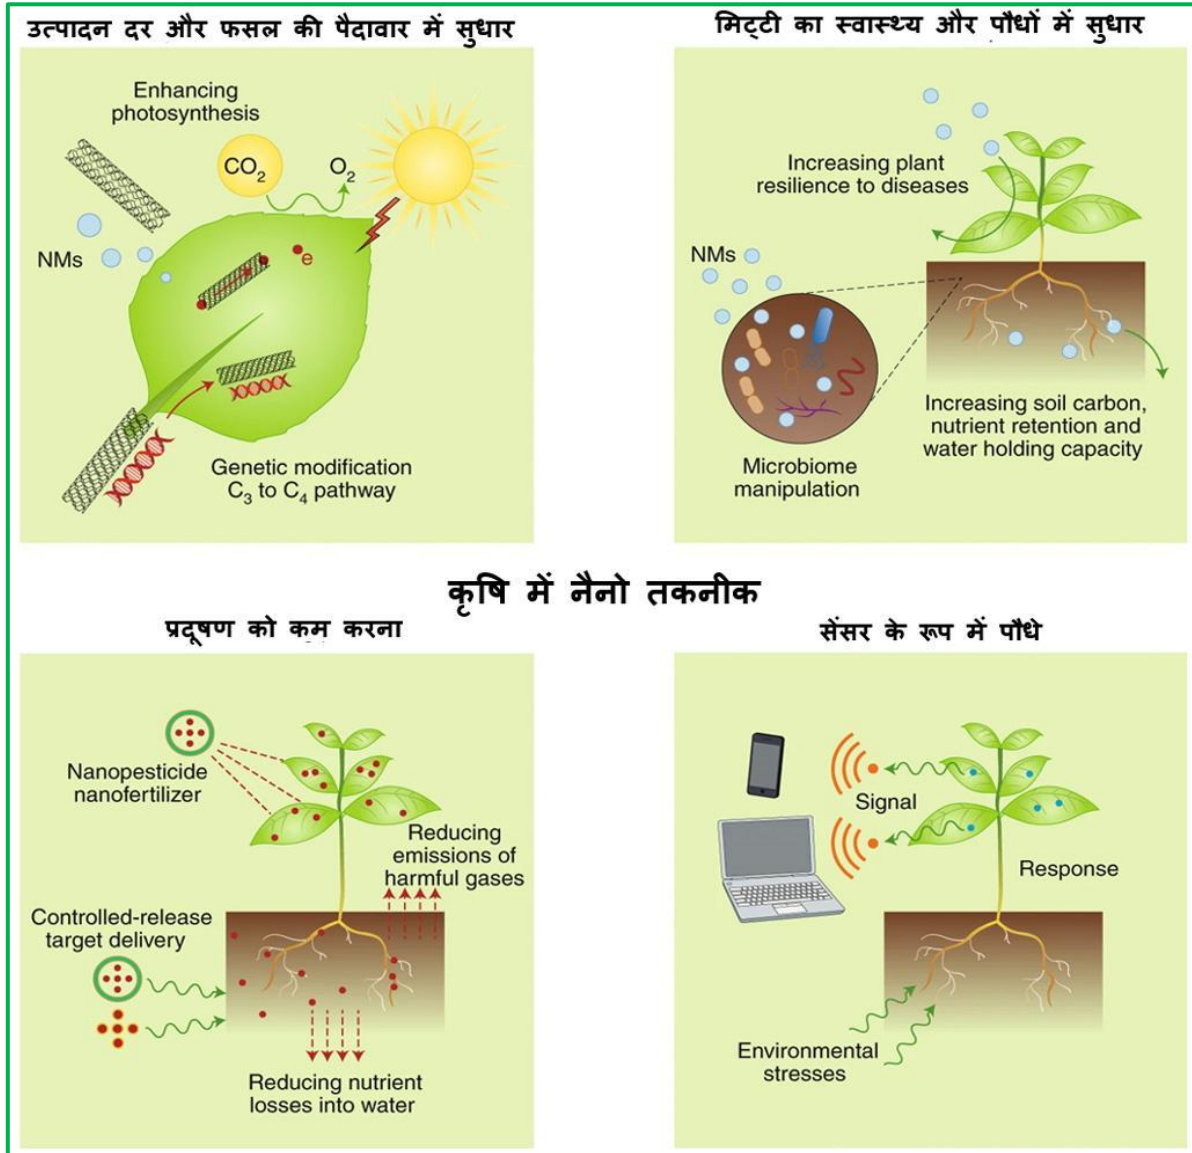 उत्पादन दर और फसल की पैदावार में सुधार
Enhancing
photosynthesis
CO₂
O₂
NMs
e
Genetic modification
C₃ to C₄ pathway
मिट्टी का स्वास्थ्य और पौधों में सुधार
Increasing plant
resilience to diseases
NMs
Increasing soil carbon,
nutrient retention and
water holding capacity
Microbiome
manipulation
कृषि में नैनो तकनीक
प्रदूषण को कम करना
Nanopesticide
nanofertilizer
Reducing
emissions of
harmful gases
Controlled-release
target delivery
Reducing nutrient
losses into water
सेंसर के रूप में पौधे
Signal
Response
Environmental
stresses